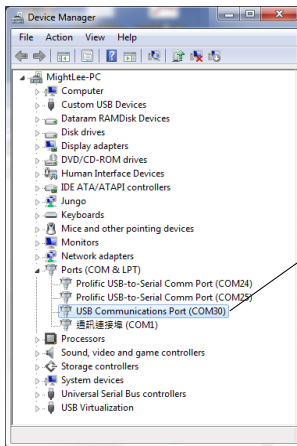 Device Manager
File Action View Help
MightLee-PC
Computer
Custom USB Devices
Dataram RAMDisk Devices
Disk drives
Display adapters
DVD/CD-ROM drives
Human Interface Devices
IDE ATA/ATAPI controllers
Jungo
Keyboards
Mice and other pointing devices
Monitors
Network adapters
Ports (COM & LPT)
Prolific USB-to-Serial Comm Port (COM24)
Prolific USB-to-Serial Comm Port (COM25)
USB Communications Port (COM30)
通訊連接埠 (COM1)
Processors
Sound, video and game controllers
Storage controllers
System devices
Universal Serial Bus controllers
USB Virtualization